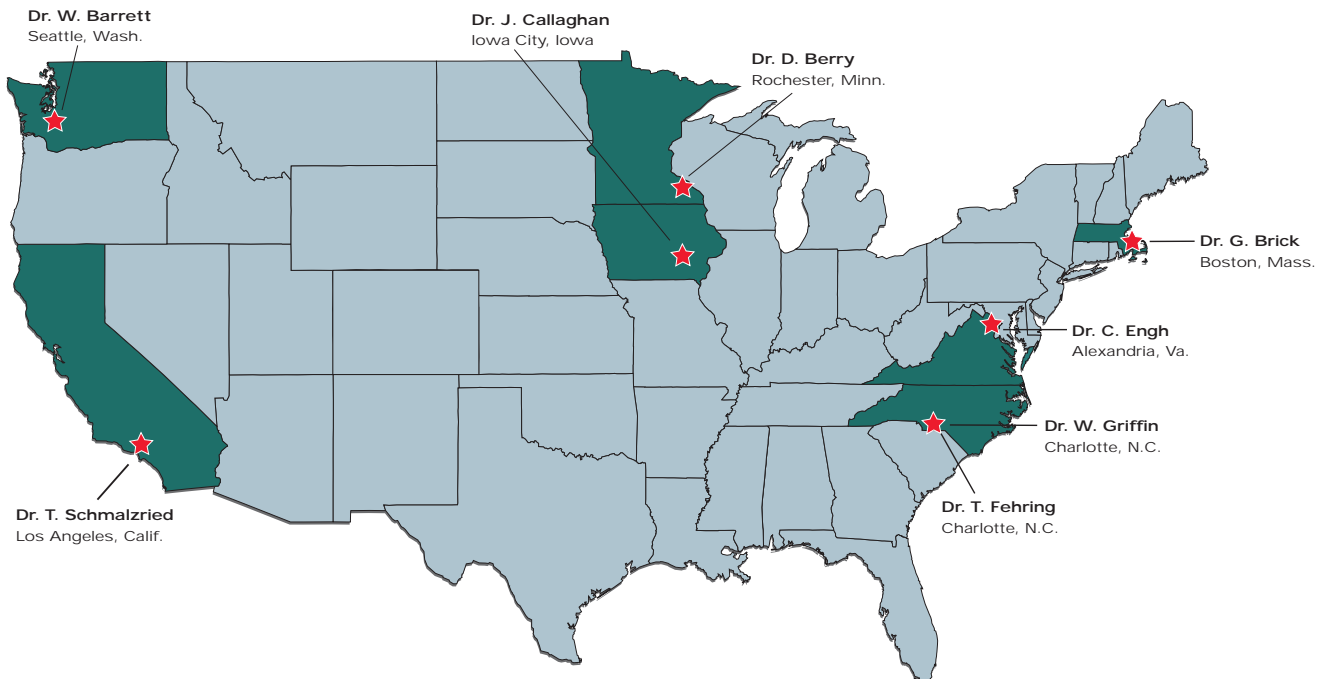 Dr. W. Barrett
Seattle, Wash.
Dr. J. Callaghan
Iowa City, Iowa
Dr. D. Berry
Rochester, Minn.
Dr. G. Brick
Boston, Mass.
Dr. C. Engh
Alexandria, Va.
Dr. W. Griffin
Charlotte, N.C.
Dr. T. Fehring
Charlotte, N.C.
Dr. T. Schmalzried
Los Angeles, Calif.